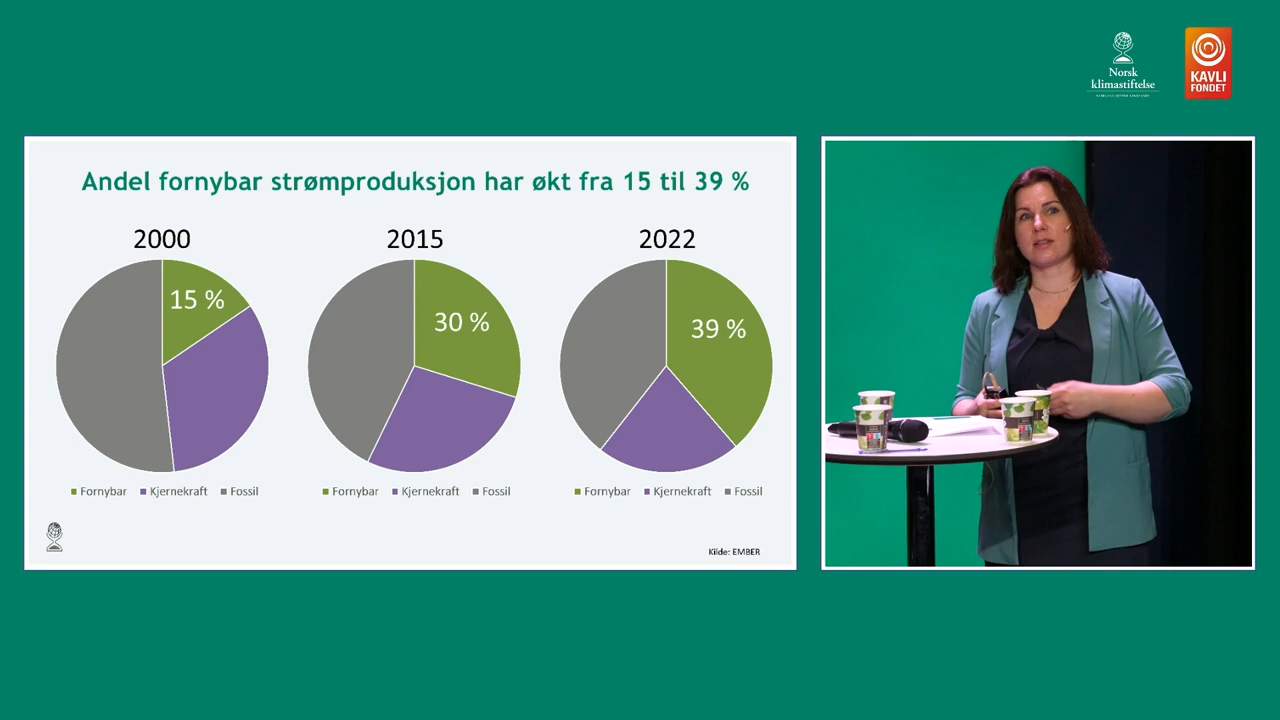 Norsk
klimastiftelse
KAVLI
FONDET
Andel fornybar strømproduksjon har økt fra 15 til 39 %
2000
2015
2022
15 %
30 %
39 %
Fornybar Kjernekraft Fossil
Fornybar Kjernekraft Fossil
Fornybar Kjernekraft Fossil
Kilde: EMBER